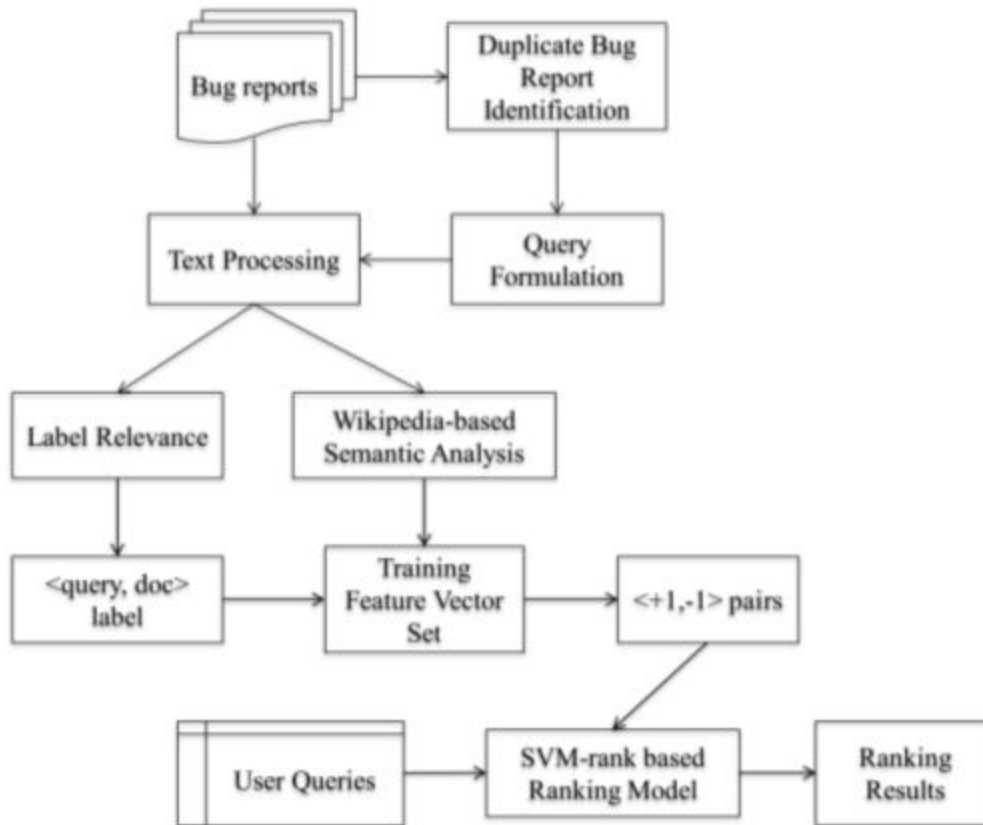 Bug reports
Duplicate Bug
Report
Identification
Text Processing
Query
Formulation
Label Relevance
Wikipedia-based
Semantic Analysis
<query, doc>
label
Training
Feature Vector
Set
<+1,-1> pairs
User Queries
SVM-rank based
Ranking Model
Ranking
Results